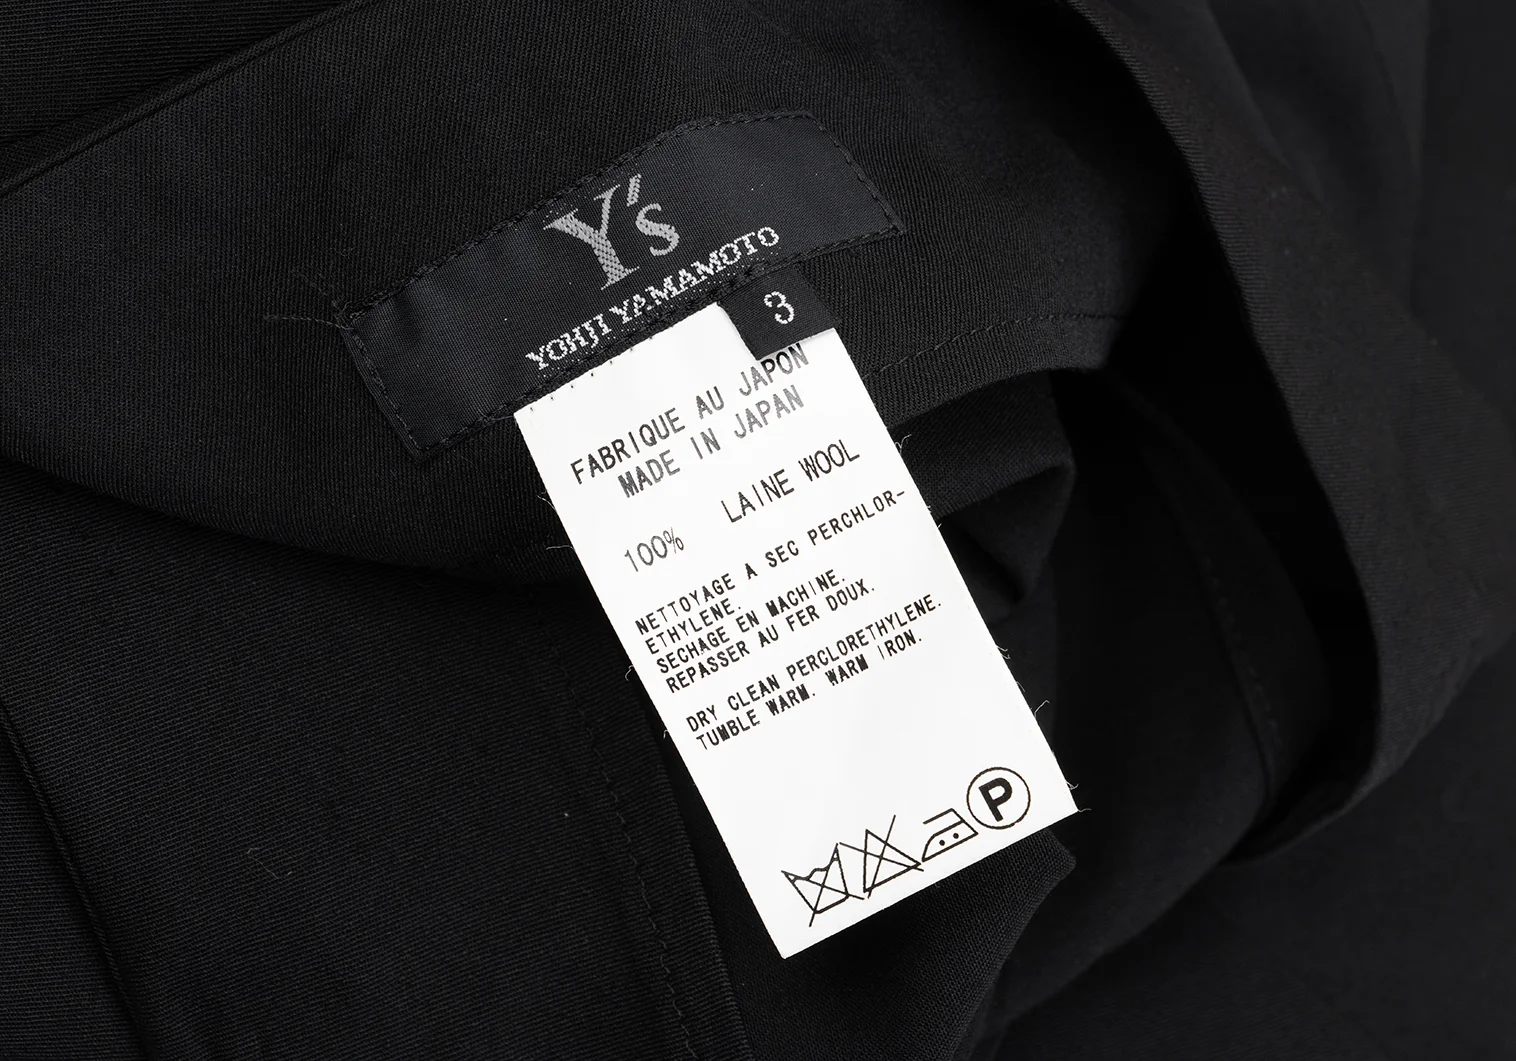 Y's
YOHJI YAMAMOTO
3
FABRIQUE AU JAPON
MADE IN JAPAN
100% LAINE WOOL
NETTOYAGE A SEC PERCHLOR-
ETHYLENE.
SECHAGE EN MACHINE.
REPASSER AU FER DOUX.
DRY CLEAN PERCLORETHYLENE.
TUMBLE WARM. WARM IRON.
P